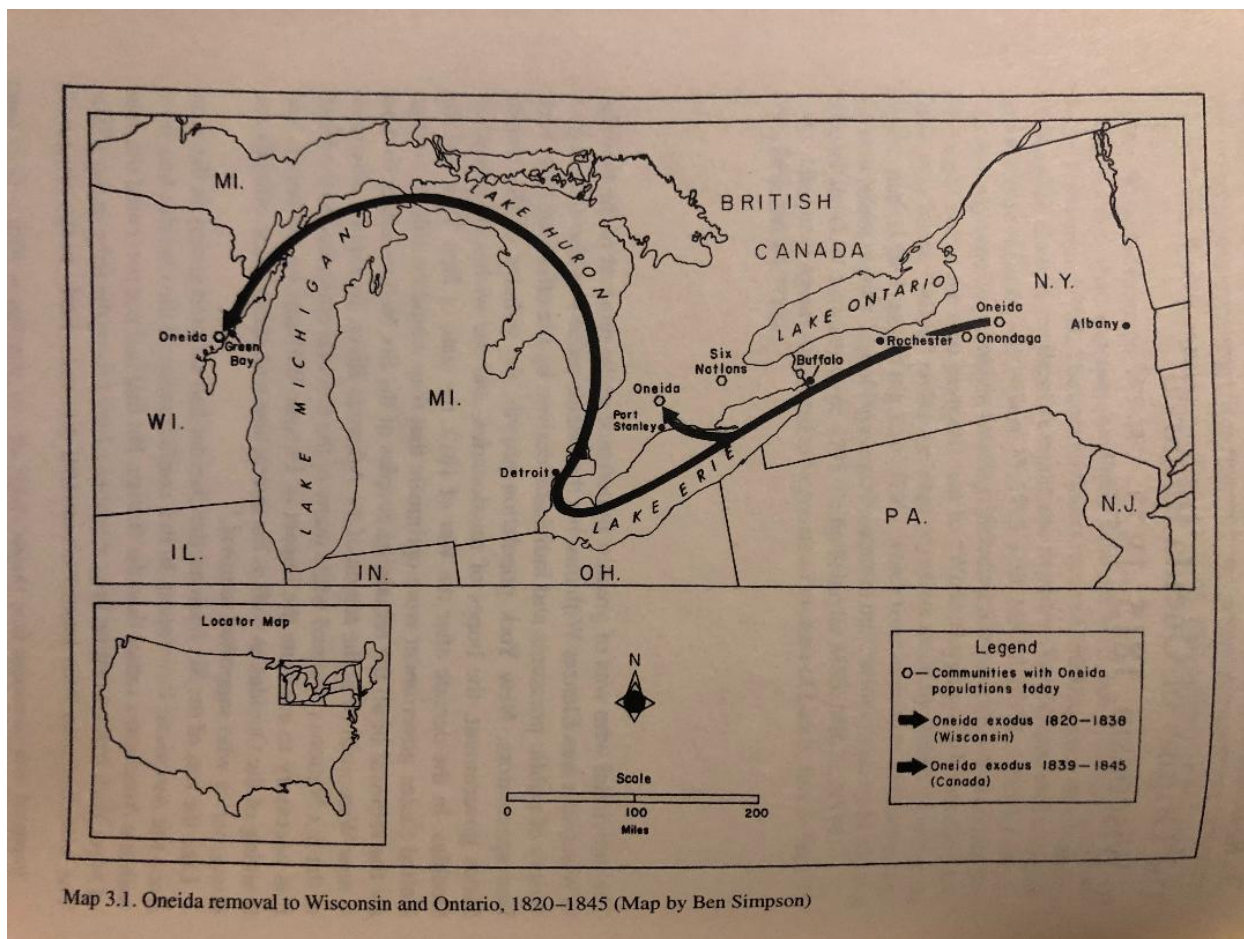 MI.
BRITISH
CANADA
LAKE HURON
LAKE MICHIGAN
LAKE ONTARIO
N.Y.
Oneida
Albany
Onondaga
Rochester
Oneida
Green
Bay
Six
Nations
Buffalo
Oneida
MI.
Port
Stanley
WI.
Detroit
LAKE ERIE
PA.
N.J.
IL.
IN.
OH.
Locator Map
N
Scale
0 100 200
Miles
Legend
Communities with Oneida
populations today
Oneida exodus 1820–1838
(Wisconsin)
Oneida exodus 1839–1845
(Canada)
Map 3.1. Oneida removal to Wisconsin and Ontario, 1820–1845 (Map by Ben Simpson)